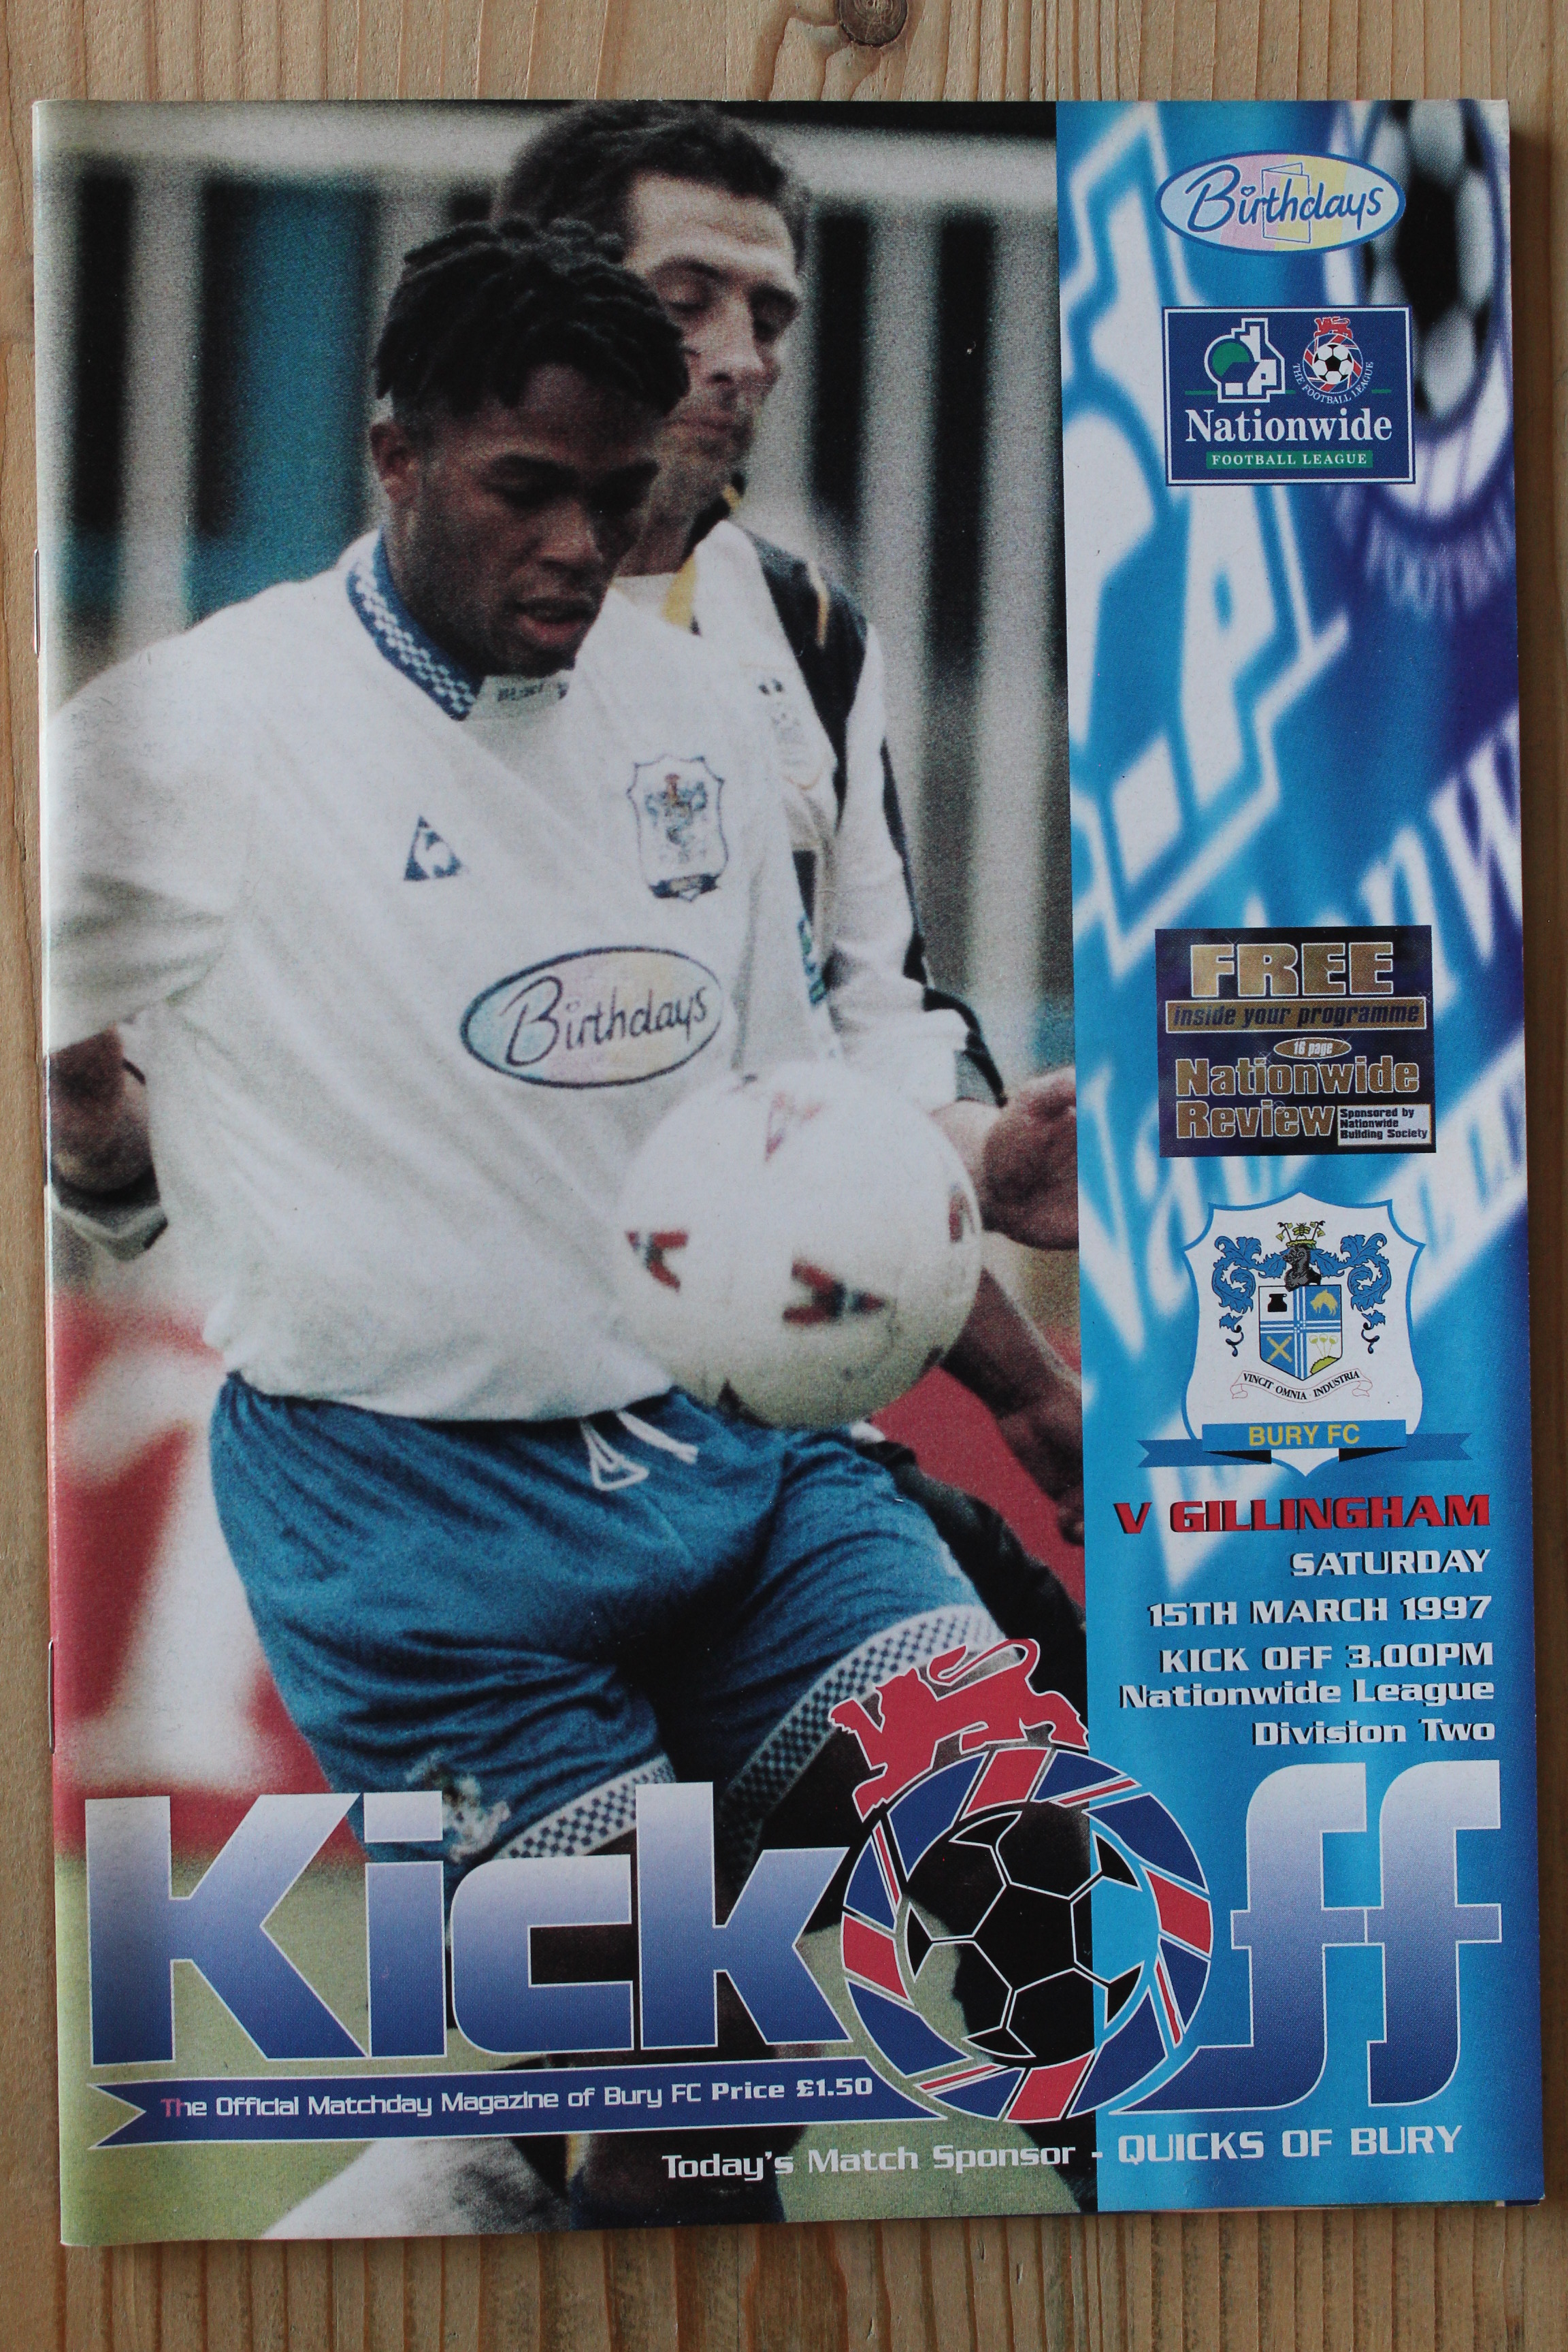 Birthdays
THE FOOTBALL LEAGUE
Nationwide
FOOTBALL LEAGUE
Birthdays
FREE
inside your programme
16 page
Nationwide
Review
Sponsored by
Nationwide
Building Society
VINCIT OMNIA INDUSTRIA
BURY FC
V GILLINGHAM
SATURDAY
15TH MARCH 1997
KICK OFF 3.00PM
Nationwide League
Division Two
Kick Off
The Official Matchday Magazine of Bury FC Price £1.50
Today's Match Sponsor - QUICKS OF BURY